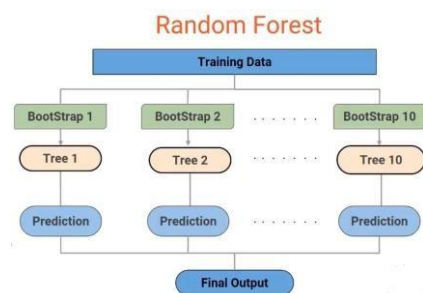 Random Forest
Training Data
BootStrap 1 BootStrap 2 BootStrap 10
Tree 1 Tree 2 Tree 10
Prediction Prediction Prediction
Final Output